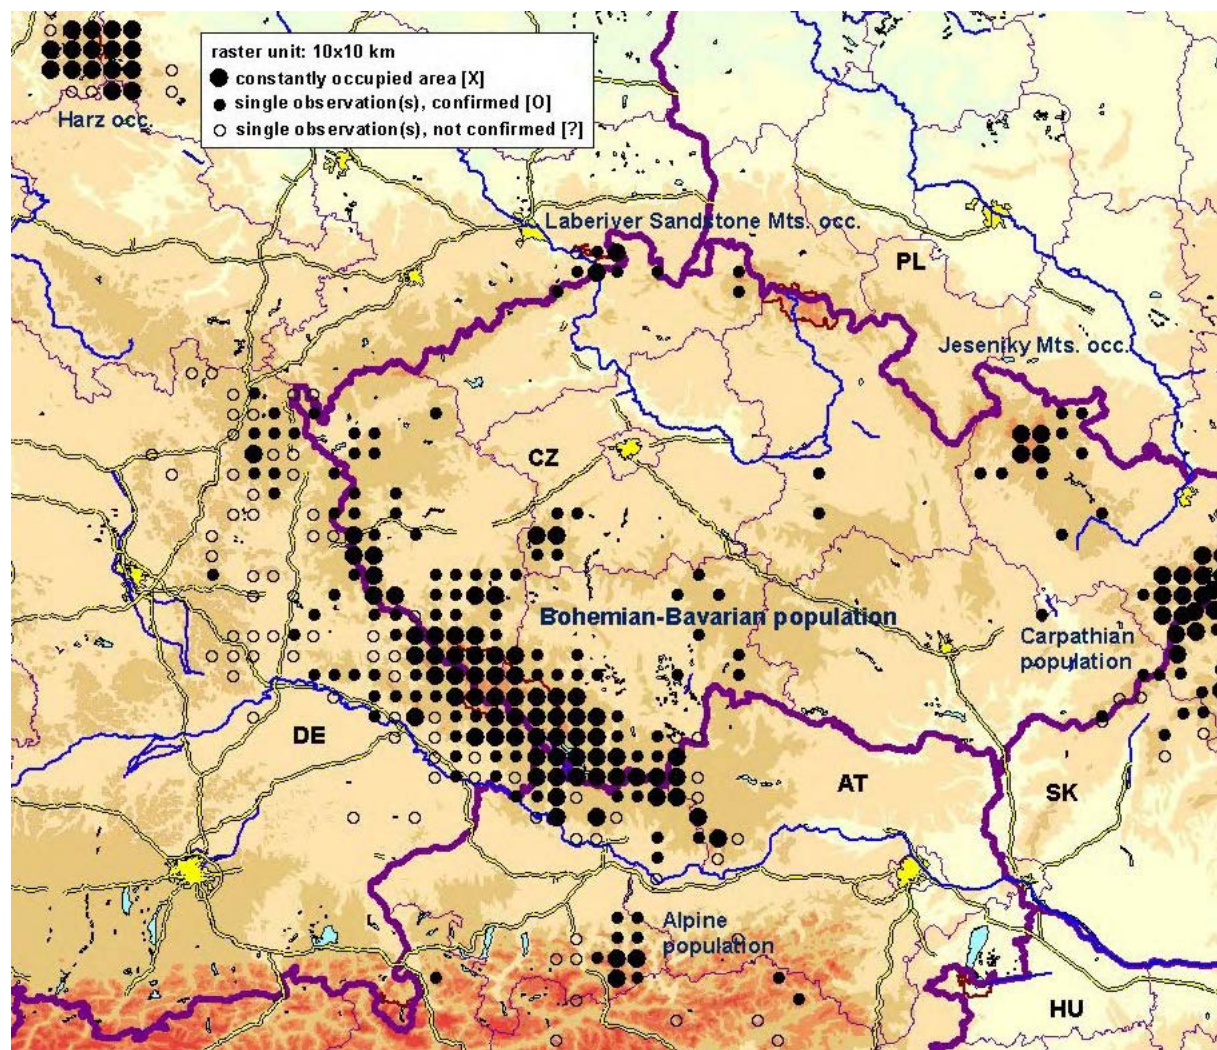 raster unit: 10x10 km
constantly occupied area [X]
single observation(s), confirmed [O]
single observation(s), not confirmed [?]
Harz occ.
Laberiver Sandstone Mts. occ.
PL
Jeseniky Mts. occ.
CZ
Bohemian-Bavarian population
Carpathian
population
DE
AT
SK
Alpine
population
HU